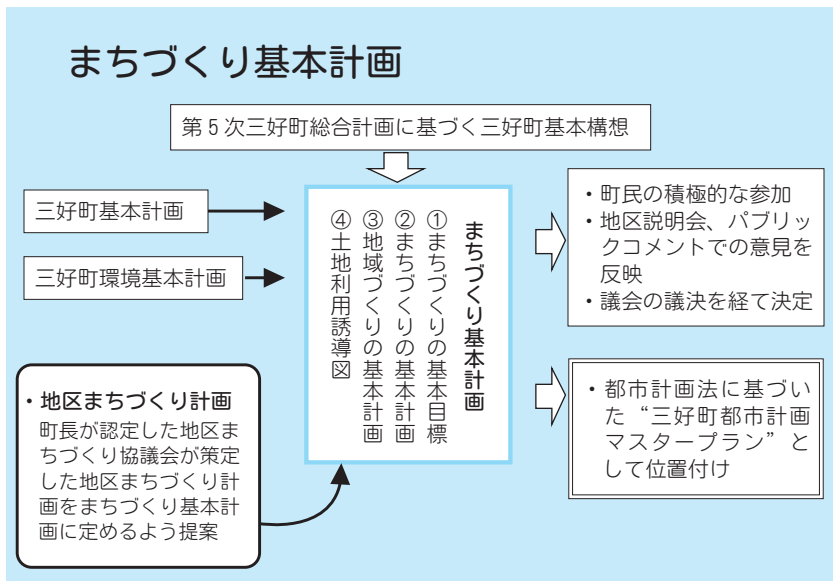 まちづくり基本計画
第5次三好町総合計画に基づく三好町基本構想
三好町基本計画
三好町環境基本計画
・地区まちづくり計画
町長が認定した地区ま
ちづくり協議会が策定
した地区まちづくり計
画をまちづくり基本計
画に定めるよう提案
まちづくり基本計画
①まちづくりの基本目標
②まちづくりの基本計画
③地域づくりの基本計画
④土地利用誘導図
・町民の積極的な参加
・地区説明会、パブリッ
クコメントでの意見を
反映
・議会の議決を経て決定
・都市計画法に基づい
た“三好町都市計画
マスタープラン”と
して位置付け